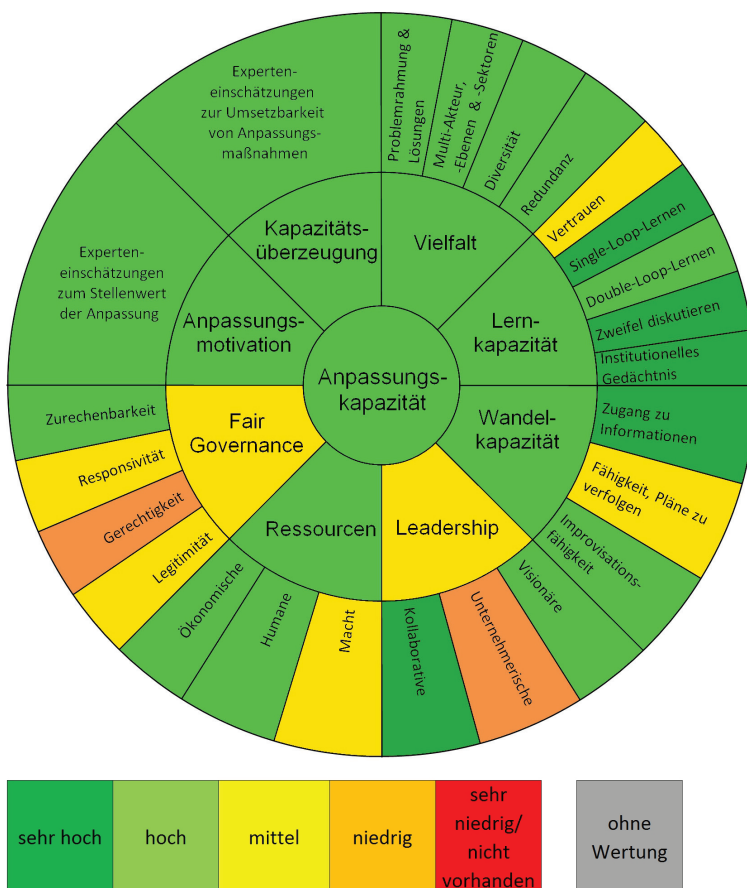 Experten-
einschätzungen
zur Umsetzbarkeit
von Anpassungs-
maßnahmen
Problemrahmung &
Lösungen
Multi-Akteur,
-Ebenen & -Sektoren
Diversität
Redundanz
Vertrauen
Single-Loop-Lernen
Double-Loop-Lernen
Zweifel diskutieren
Institutionelles
Gedächtnis
Zugang zu
Informationen
Fähigkeit, Pläne zu
verfolgen
Improvisations-
fähigkeit
Visionäre
Unternehmerische
Kollaborative
Macht
Humane
Ökonomische
Legitimität
Gerechtigkeit
Responsivität
Zurechenbarkeit
Experten-
einschätzungen
zum Stellenwert
der Anpassung
Kapazitäts-
überzeugung
Vielfalt
Lern-
kapazität
Wandel-
kapazität
Leadership
Ressourcen
Fair
Governance
Anpassungs-
motivation
Anpassungs-
kapazität
sehr hoch
hoch
mittel
niedrig
sehr
niedrig/
nicht
vorhanden
ohne
Wertung